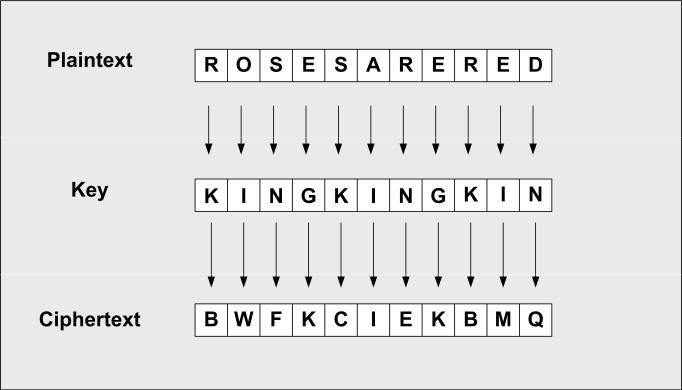 Plaintext R O S E S A R E R E D
Key K I N G K I N G K I N
Ciphertext B W F K C I E K B M Q